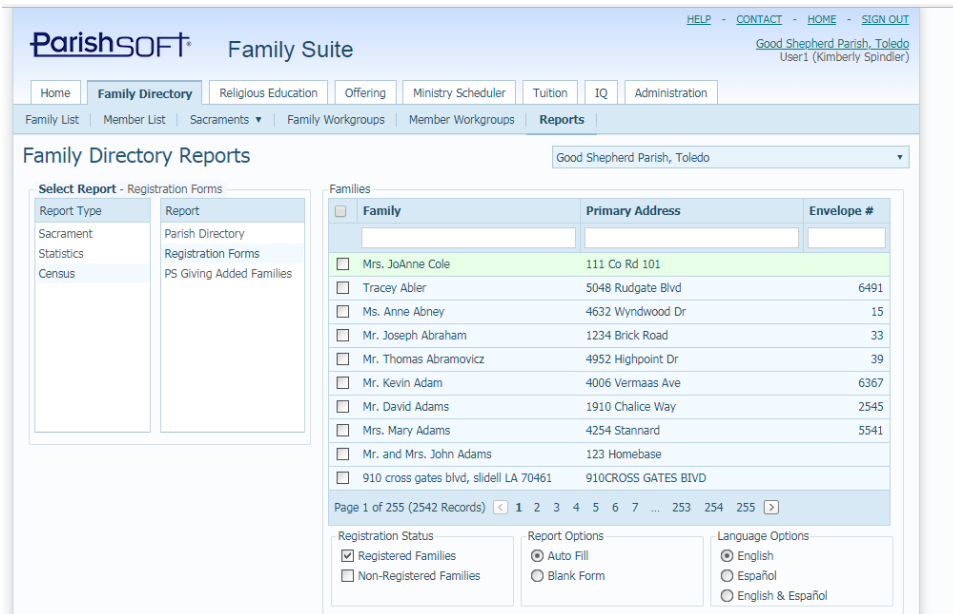 HELP - CONTACT - HOME - SIGN OUT
ParishSOFT Family Suite
Good Shepherd Parish, Toledo
User1 (Kimberly Spindler)
Home Family Directory Religious Education Offering Ministry Scheduler Tuition IQ Administration
Family List Member List Sacraments ▼ Family Workgroups Member Workgroups Reports
Family Directory Reports
Good Shepherd Parish, Toledo
Select Report - Registration Forms
Report Type Report
Sacrament Parish Directory
Statistics Registration Forms
Census PS Giving Added Families
Families
Family Primary Address Envelope #
Mrs. JoAnne Cole 111 Co Rd 101
Tracey Abler 5048 Rudgate Blvd 6491
Ms. Anne Abney 4632 Wyndwood Dr 15
Mr. Joseph Abraham 1234 Brick Road 33
Mr. Thomas Abramovicz 4952 Highpoint Dr 39
Mr. Kevin Adam 4006 Vermaas Ave 6367
Mr. David Adams 1910 Chalice Way 2545
Mrs. Mary Adams 4254 Stannard 5541
Mr. and Mrs. John Adams 123 Homebase
910 cross gates blvd, slidell LA 70461 910CROSS GATES BIVD
Page 1 of 255 (2542 Records) < 1 2 3 4 5 6 7 ... 253 254 255 >
Registration Status
Registered Families
Non-Registered Families
Report Options
Auto Fill
Blank Form
Language Options
English
Español
English & Español